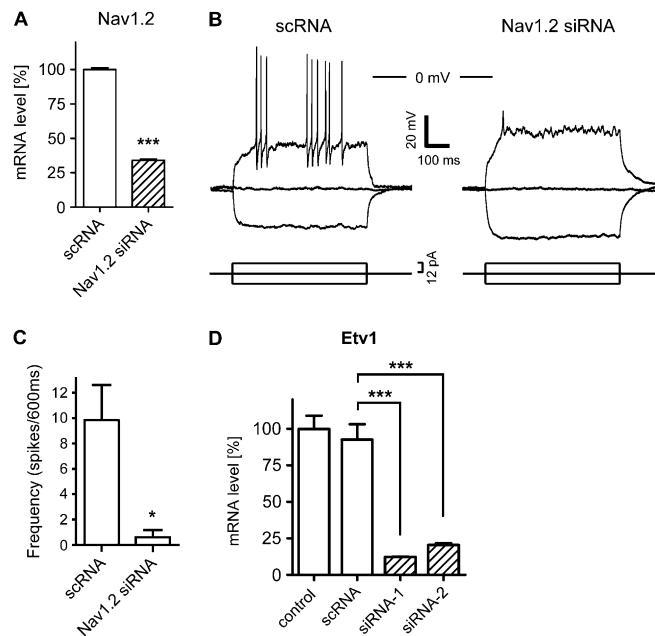 A
Nav1.2
mRNA level [%]
100
75
50
25
0
***
scRNA
Nav1.2 siRNA
B
scRNA
Nav1.2 siRNA
0 mV
20 mV
100 ms
12 pA
C
Frequency (spikes/600ms)
12
10
8
6
4
2
0
*
scRNA
Nav1.2 siRNA
D
Etv1
mRNA level [%]
100
75
50
25
0
***
***
control
scRNA
siRNA-1
siRNA-2